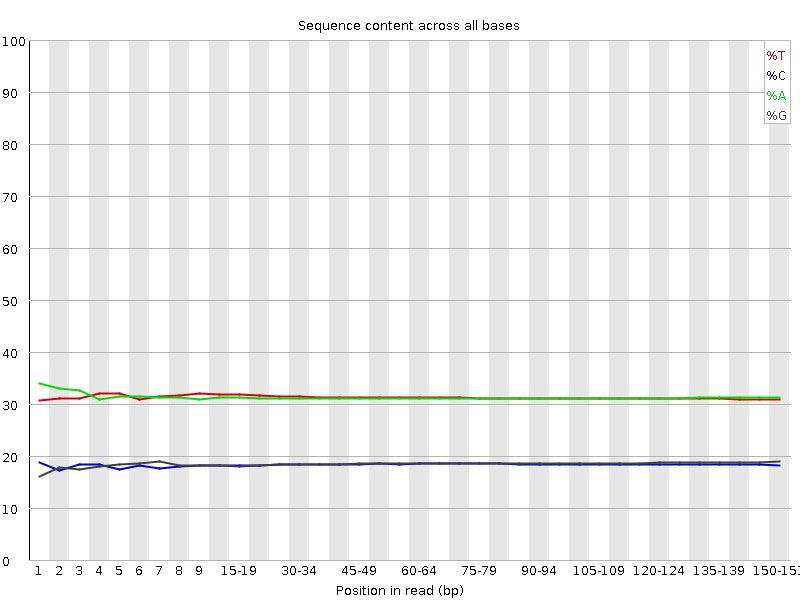 Sequence content across all bases
100
90
80
70
60
50
40
30
20
10
0
%T
%C
%A
%G
1 2 3 4 5 6 7 8 9 15-19 30-34 45-49 60-64 75-79 90-94 105-109 120-124 135-139 150-151
Position in read (bp)